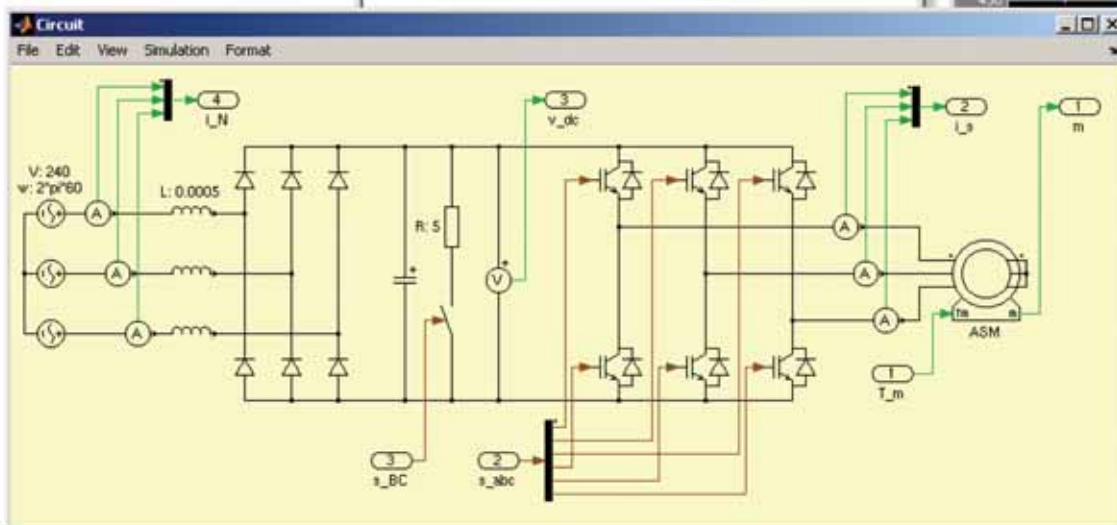 Circuit
File Edit View Simulation Format
4
i_N
3
v_dc
2
i_s
1
m
V: 240
w: 2*pi*60
L: 0.0005
A
A
A
R: 5
V
A
A
A
Tm
m
ASM
1
T_m
3
s_BC
2
s_abc